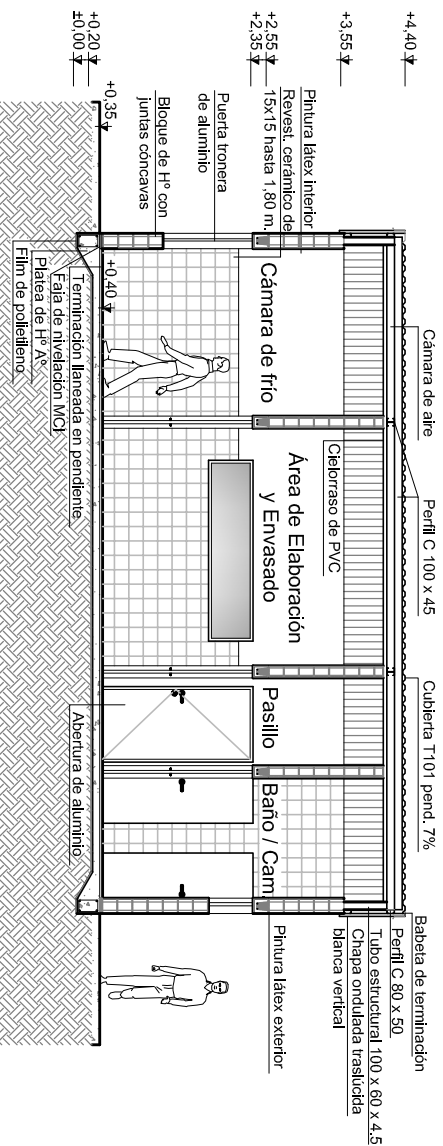 +4,40
+3,55
+2,55
+2,35
+0,20
±0,00
+0,35
+0,40
Cámara de aire
Perfil C 100 x 45
Cubierta T101 pend. 7%
Babeta de terminación
Perfil C 80 x 50
Tubo estructural 100 x 60 x 4.5
Chapa ondulada traslúcida
blanca vertical
Pintura látex interior
Revest. cerámico de
15x15 hasta 1,80 m.
Puerta tronera
de aluminio
Bloque de Hº con
juntas cóncavas
Cielorraso de PVC
Cámara de frío
Área de Elaboración
y Envasado
Pasillo
Baño / Cam
Pintura látex exterior
Abertura de aluminio
Terminación llaneada en pendiente
Faja de nivelación MCI
Platea de Hº Aº
Film de polietileno